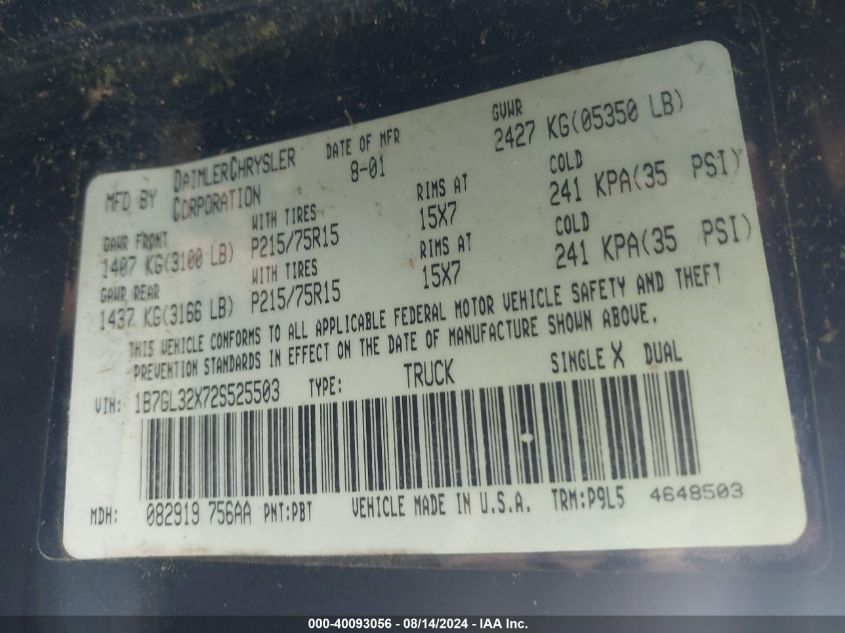 MFD BY DAIMLERCHRYSLER CORPORATION DATE OF MFR 8-01 GVWR 2427 KG(05350 LB)
GAWR FRONT WITH TIRES RIMS AT COLD
1407 KG(3100 LB) P215/75R15 15X7 241 KPA(35 PSI)
GAWR REAR WITH TIRES RIMS AT COLD
1437 KG(3166 LB) P215/75R15 15X7 241 KPA(35 PSI)
THIS VEHICLE CONFORMS TO ALL APPLICABLE FEDERAL MOTOR VEHICLE SAFETY AND THEFT
PREVENTION STANDARDS IN EFFECT ON THE DATE OF MANUFACTURE SHOWN ABOVE.
VIN: 1B7GL32X72S525503 TYPE: TRUCK SINGLE X DUAL
MDH: 082919 756AA PNT:PBT VEHICLE MADE IN U.S.A. TRM:P9L5 4648503
000-40093056 - 08/14/2024 - IAA Inc.